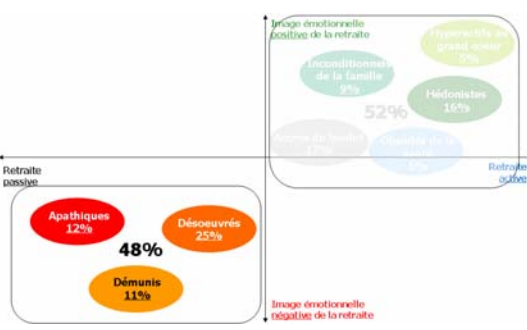 Image émotionnelle
positive de la retraite
Hyperactifs au
grand coeur
5%
Inconditionnels
de la famille
9%
Hédonistes
16%
52%
Retraite
passive
Retraite
active
Apathiques
12%
Désoeuvrés
25%
48%
Démunis
11%
Image émotionnelle
négative de la retraite